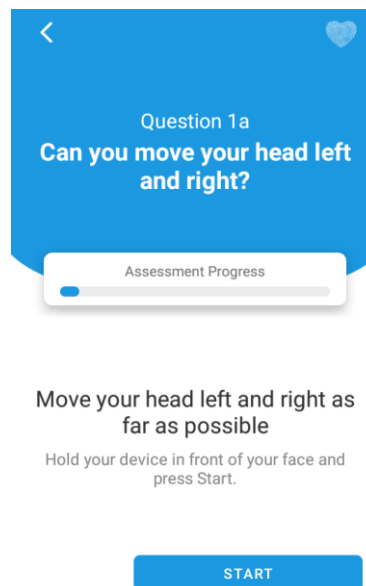 Question 1a
Can you move your head left
and right?
Assessment Progress
Move your head left and right as
far as possible
Hold your device in front of your face and
press Start.
START